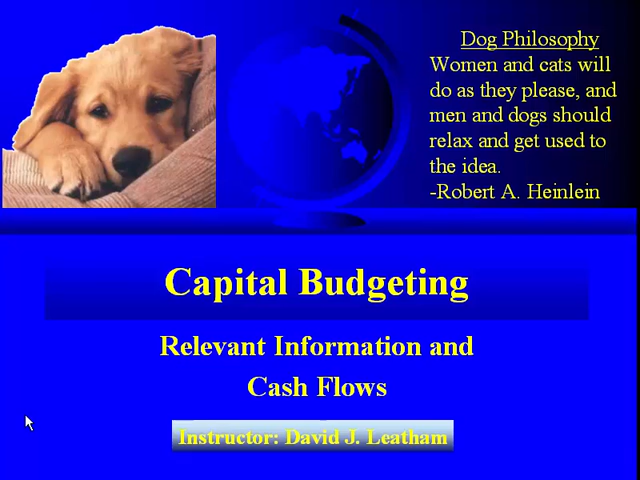 Dog Philosophy
Women and cats will
do as they please, and
men and dogs should
relax and get used to
the idea.
-Robert A. Heinlein
Capital Budgeting
Relevant Information and
Cash Flows
Instructor: David J. Leatham